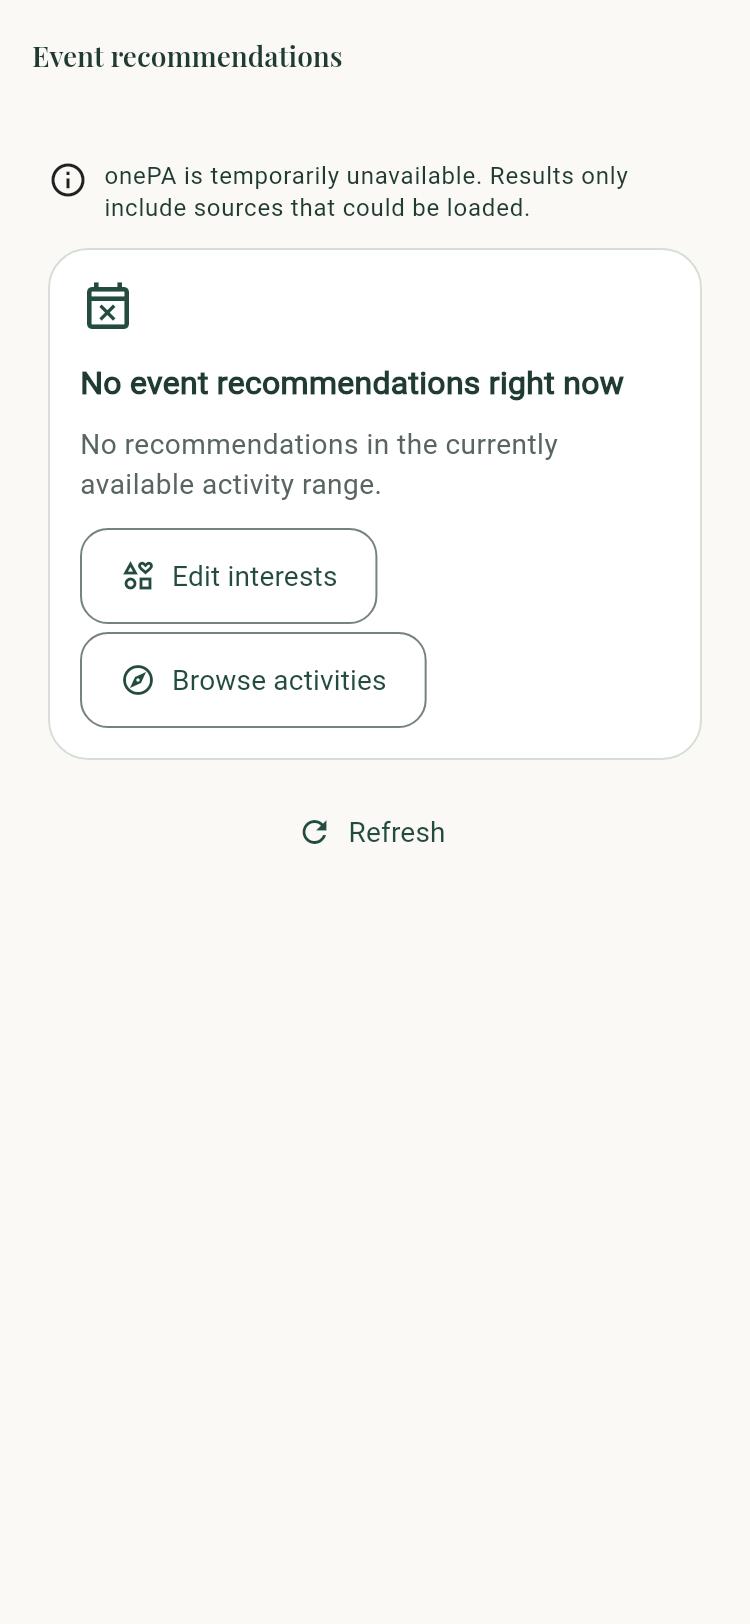 Event recommendations
onePA is temporarily unavailable. Results only
include sources that could be loaded.
No event recommendations right now
No recommendations in the currently
available activity range.
Edit interests
Browse activities
Refresh